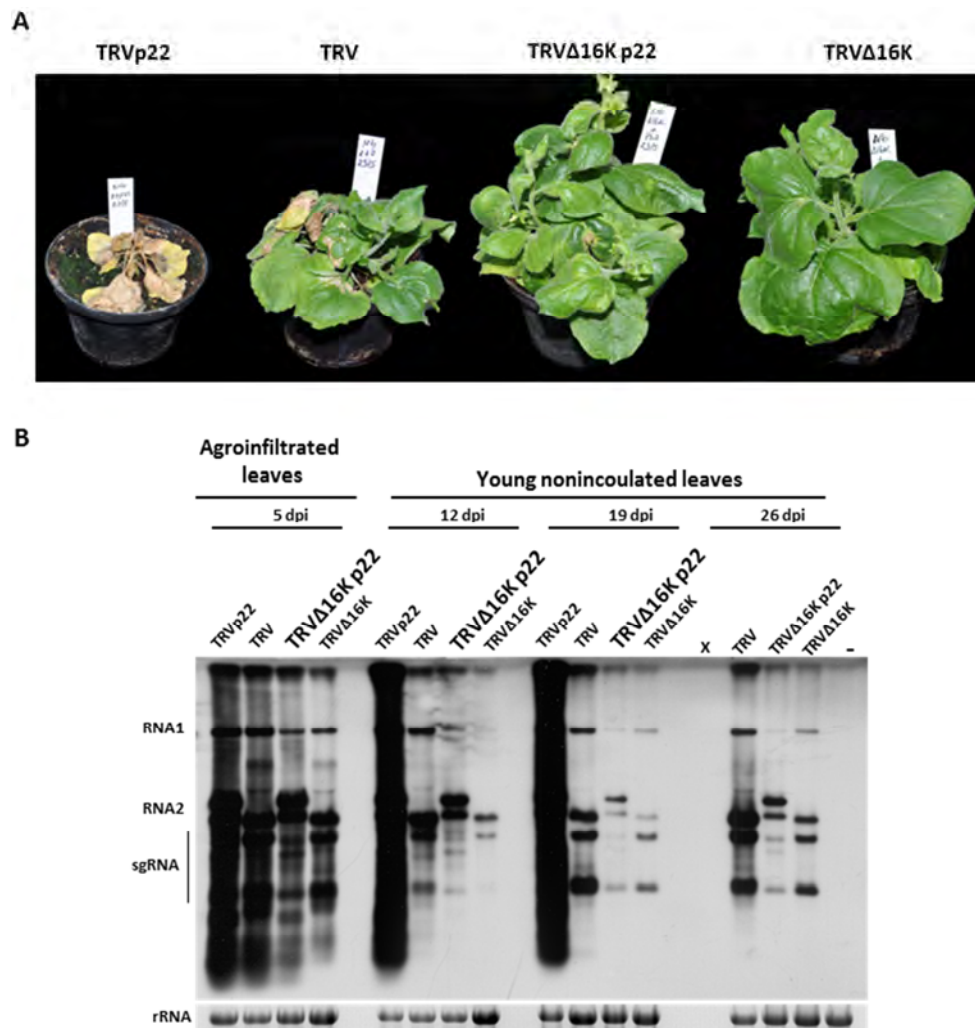 A
TRVp22 TRV TRVΔ16K p22 TRVΔ16K
B
Agroinfiltrated leaves
Young nonincoulated leaves
5 dpi 12 dpi 19 dpi 26 dpi
TRVp22 TRV TRVΔ16K p22 TRVΔ16K TRVp22 TRV TRVΔ16K p22 TRVΔ16K TRVp22 TRV TRVΔ16K p22 TRVΔ16K X TRV TRVΔ16K p22 TRVΔ16K -
RNA1
RNA2
sgRNA
rRNA